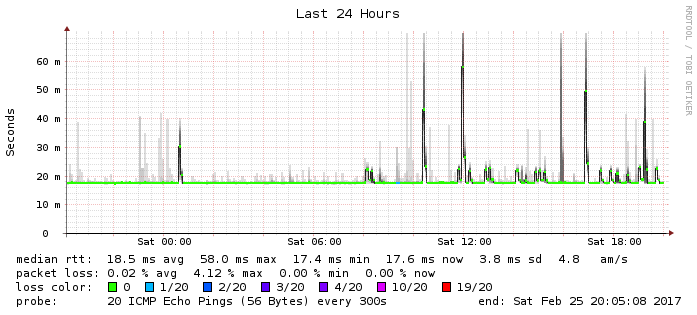 Last 24 Hours
RRDTOOL / TOBI OETIKER
Seconds
60 m
50 m
40 m
30 m
20 m
10 m
0
Sat 00:00 Sat 06:00 Sat 12:00 Sat 18:00
median rtt: 18.5 ms avg 58.0 ms max 17.4 ms min 17.6 ms now 3.8 ms sd 4.8 am/s
packet loss: 0.02 % avg 4.12 % max 0.00 % min 0.00 % now
loss color: 0 1/20 2/20 3/20 4/20 10/20 19/20
probe: 20 ICMP Echo Pings (56 Bytes) every 300s end: Sat Feb 25 20:05:08 2017